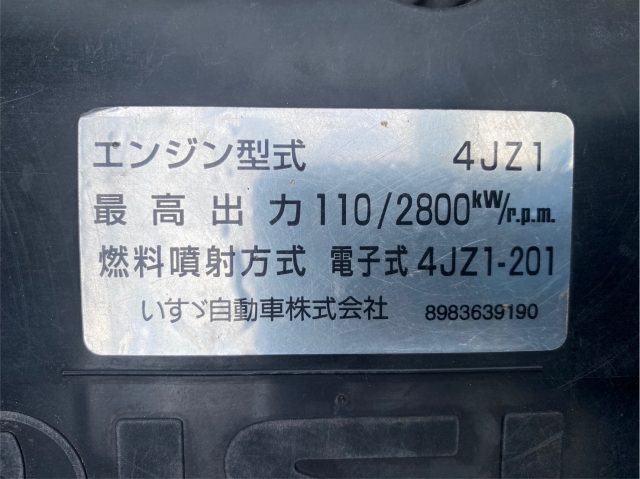 エンジン型式 4JZ1
最高出力 110/2800kW/r.p.m.
燃料噴射方式 電子式 4JZ1-201
いすゞ自動車株式会社 8983639190